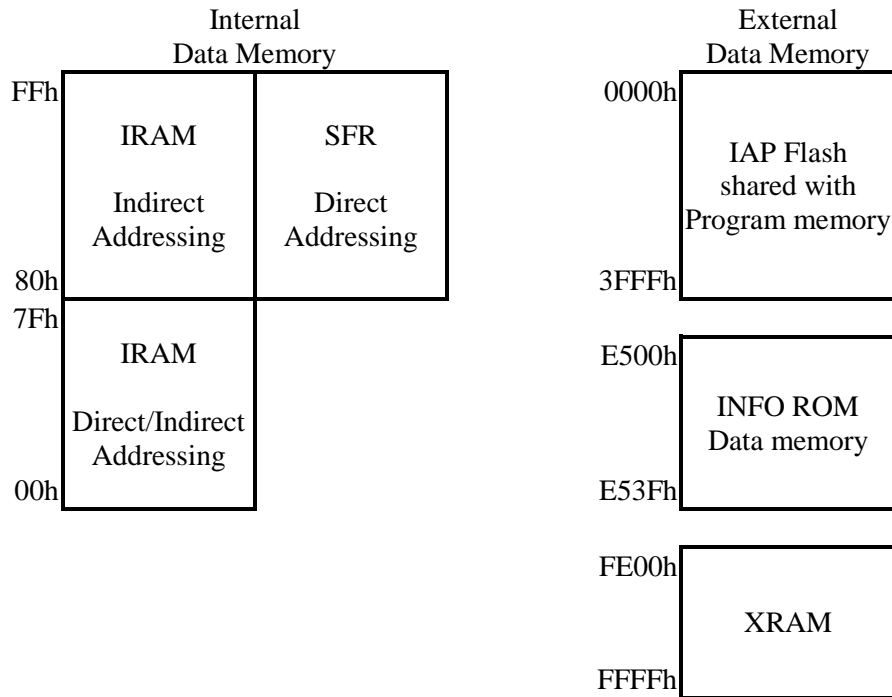 Internal
Data Memory
FFh
IRAM
Indirect
Addressing
80h
SFR
Direct
Addressing
7Fh
IRAM
Direct/Indirect
Addressing
00h
External
Data Memory
0000h
IAP Flash
shared with
Program memory
3FFFh
E500h
INFO ROM
Data memory
E53Fh
FE00h
XRAM
FFFFh